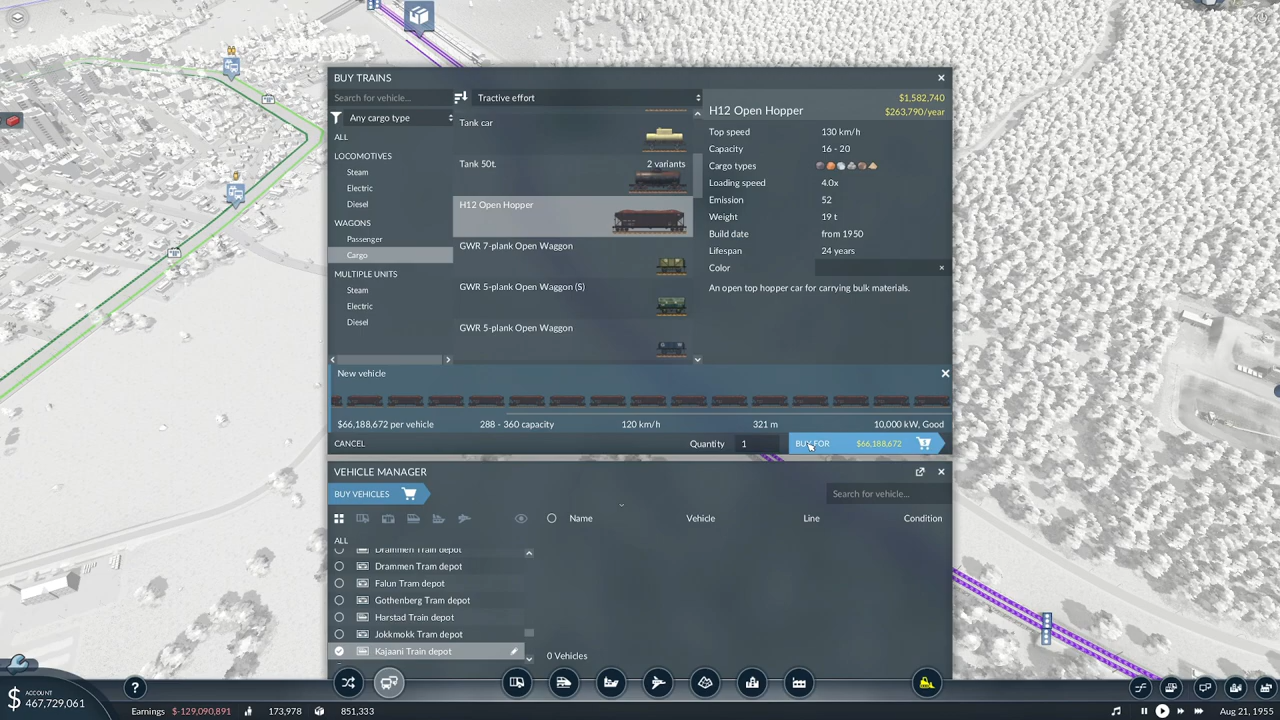 BUY TRAINS
Search for vehicle...
Tractive effort
Any cargo type
ALL
LOCOMOTIVES
Steam
Electric
Diesel
WAGONS
Passenger
Cargo
MULTIPLE UNITS
Steam
Electric
Diesel
Tank car
Tank 50t.
2 variants
H12 Open Hopper
GWR 7-plank Open Waggon
GWR 5-plank Open Waggon (S)
GWR 5-plank Open Waggon
$1,582,740
H12 Open Hopper
$263,790/year
Top speed 130 km/h
Capacity 16 - 20
Cargo types
Loading speed 4.0x
Emission 52
Weight 19 t
Build date from 1950
Lifespan 24 years
Color
An open top hopper car for carrying bulk materials.
New vehicle
$66,188,672 per vehicle 288 - 360 capacity 120 km/h 321 m 10,000 kW, Good
CANCEL Quantity 1 BUY FOR $66,188,672
VEHICLE MANAGER
BUY VEHICLES
Search for vehicle...
Name Vehicle Line Condition
ALL
Drammen Train depot
Drammen Tram depot
Falun Tram depot
Gothenberg Tram depot
Harstad Train depot
Jokkmokk Tram depot
Kajaani Train depot
0 Vehicles
$ ACCOUNT
467,729,061
?
Earnings $-129,090,891 173,978 851,333
Aug 21, 1955